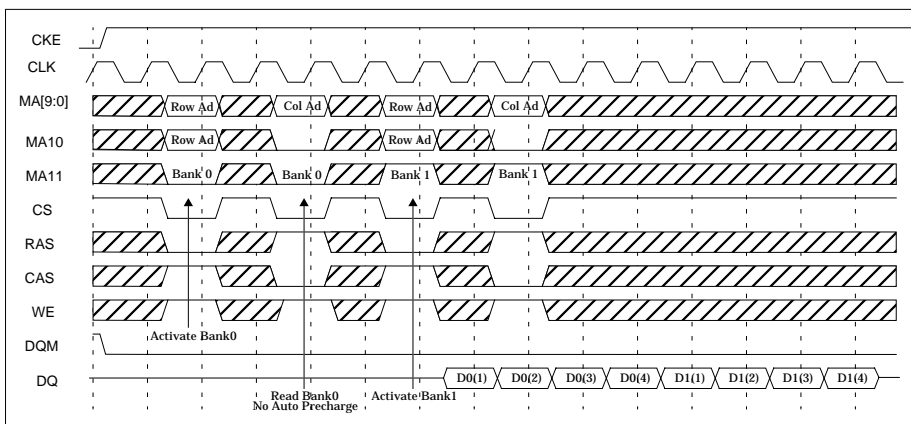 CKE
CLK
MA[9:0] Row Ad Col Ad Row Ad Col Ad
MA10 Row Ad Row Ad
MA11 Bank 0 Bank 0 Bank 1 Bank 1
CS
RAS
CAS
WE
Activate Bank0
DQM
DQ D0(1) D0(2) D0(3) D0(4) D1(1) D1(2) D1(3) D1(4)
Read Bank0 Activate Bank1
No Auto Precharge